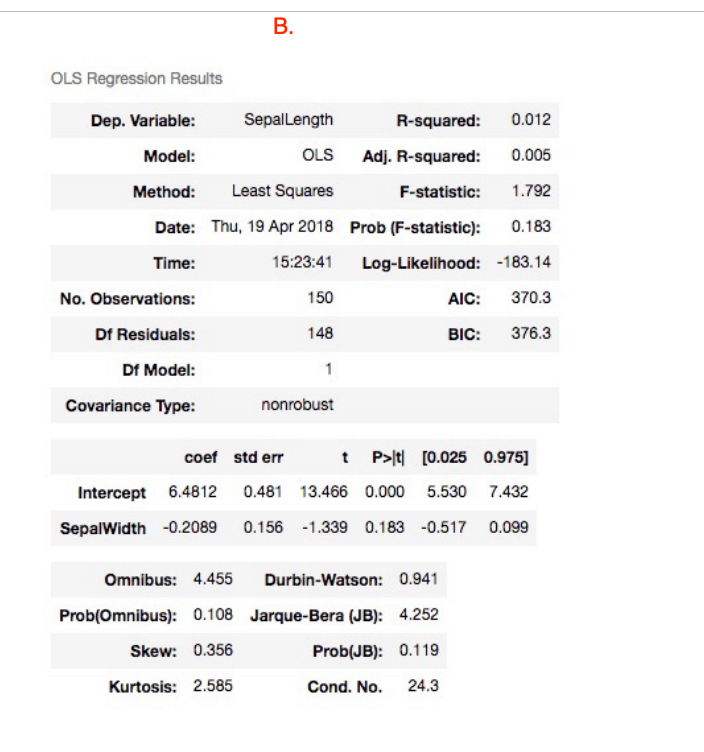 B.
OLS Regression Results
Dep. Variable: SepalLength R-squared: 0.012
Model: OLS Adj. R-squared: 0.005
Method: Least Squares F-statistic: 1.792
Date: Thu, 19 Apr 2018 Prob (F-statistic): 0.183
Time: 15:23:41 Log-Likelihood: -183.14
No. Observations: 150 AIC: 370.3
Df Residuals: 148 BIC: 376.3
Df Model: 1
Covariance Type: nonrobust
coef std err t P>|t| [0.025 0.975]
Intercept 6.4812 0.481 13.466 0.000 5.530 7.432
SepalWidth -0.2089 0.156 -1.339 0.183 -0.517 0.099
Omnibus: 4.455 Durbin-Watson: 0.941
Prob(Omnibus): 0.108 Jarque-Bera (JB): 4.252
Skew: 0.356 Prob(JB): 0.119
Kurtosis: 2.585 Cond. No. 24.3